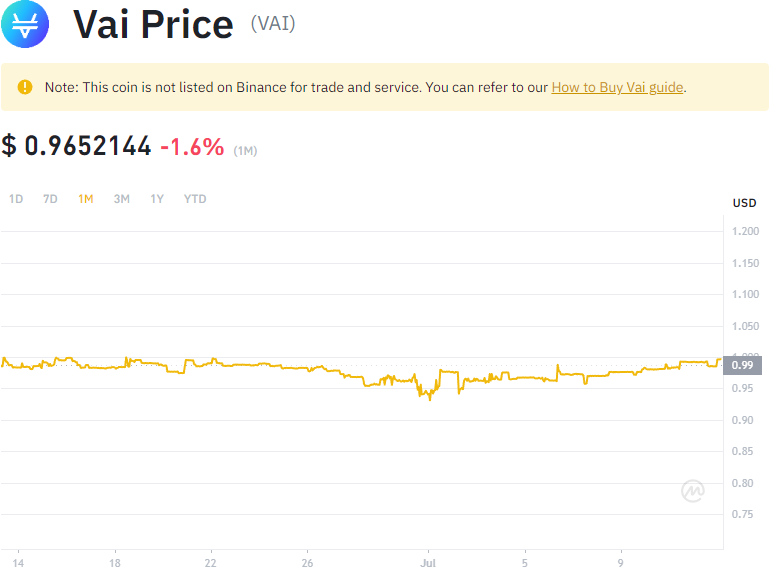 Vai Price (VAI)
Note: This coin is not listed on Binance for trade and service. You can refer to our How to Buy Vai guide.
$ 0.9652144 -1.6% (1M)
1D 7D 1M 3M 1Y YTD
USD
1.200
1.150
1.100
1.050
1.000
0.99
0.95
0.90
0.85
0.80
0.75
14 18 22 26 Jul 5 9